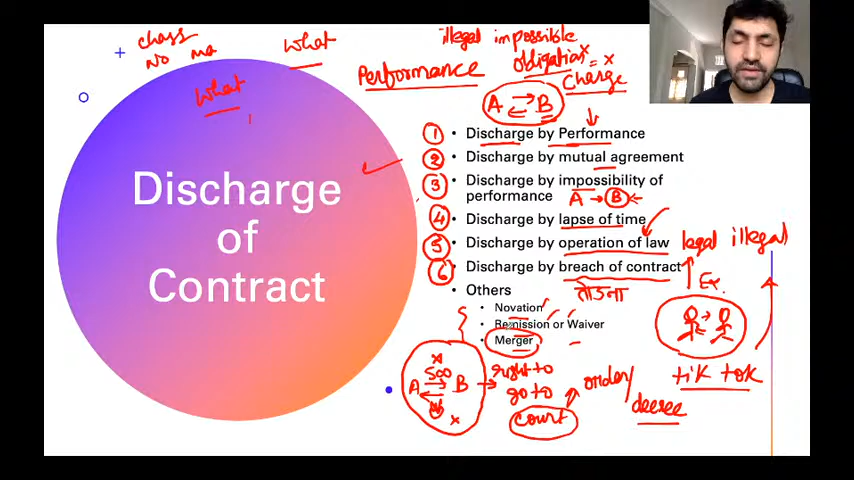 chass
no ma
what
what
illegal impossible
obligation x
= x
Performance
Charge
A → B
Discharge
of
Contract
① • Discharge by Performance
② • Discharge by mutual agreement
③ • Discharge by impossibility of
performance A → B
④ • Discharge by lapse of time
⑤ • Discharge by operation of law legal illegal
⑥ • Discharge by breach of contract Ex.
• Others तोडना
• Novation
• Remission or Waiver
• Merger
x
500
A B → right to
go to
court
x
order/
decree
tik tok